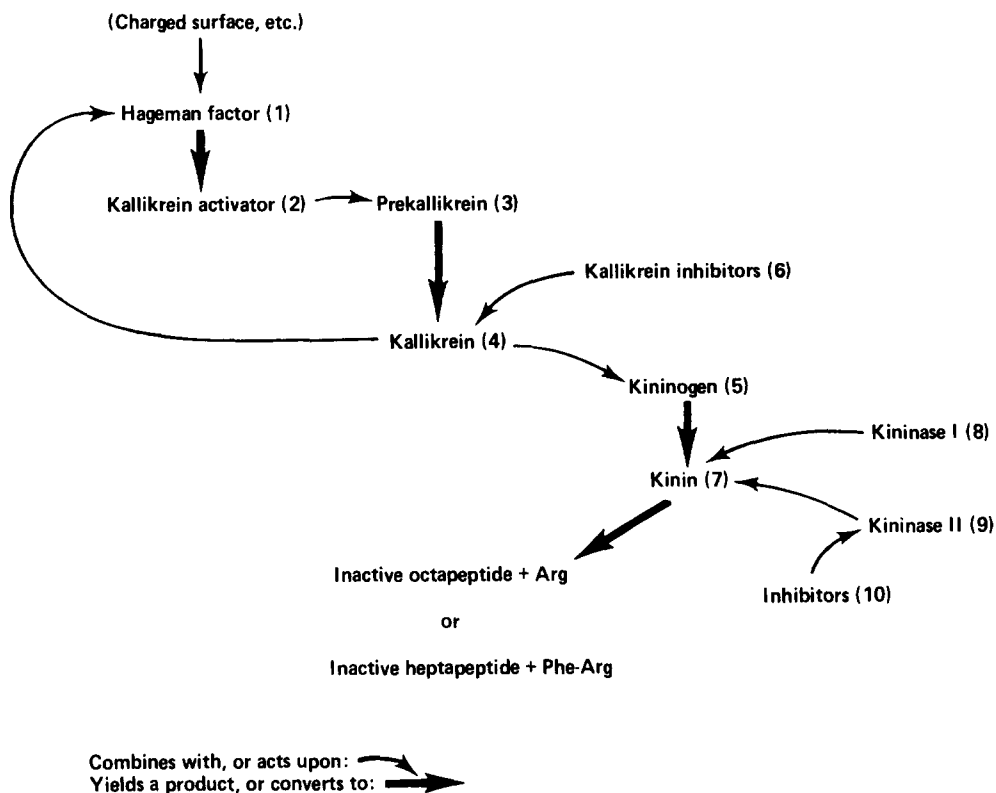 (Charged surface, etc.)
Hageman factor (1)
Kallikrein activator (2)
Prekallikrein (3)
Kallikrein inhibitors (6)
Kallikrein (4)
Kininogen (5)
Kininase I (8)
Kinin (7)
Kininase II (9)
Inactive octapeptide + Arg
Inhibitors (10)
or
Inactive heptapeptide + Phe-Arg
Combines with, or acts upon:
Yields a product, or converts to: